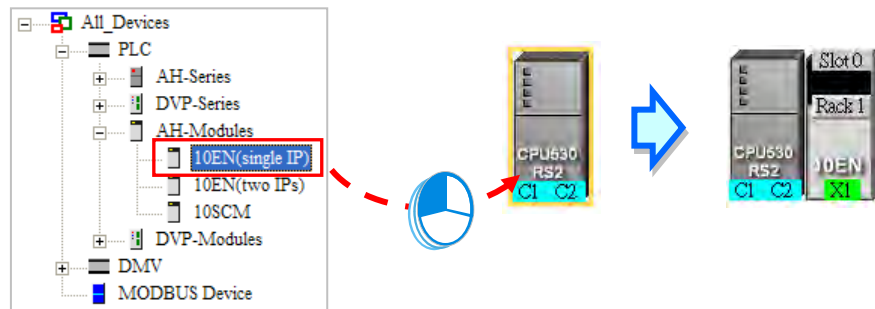 All_Devices
PLC
AH-Series
DVP-Series
AH-Modules
10EN(single IP)
10EN(two IPs)
10SCM
DVP-Modules
DMV
MODBUS Device
CPU530
RS2
C1 C2
Slot 0
Rack 1
CPU530
RS2
C1 C2
10EN
X1